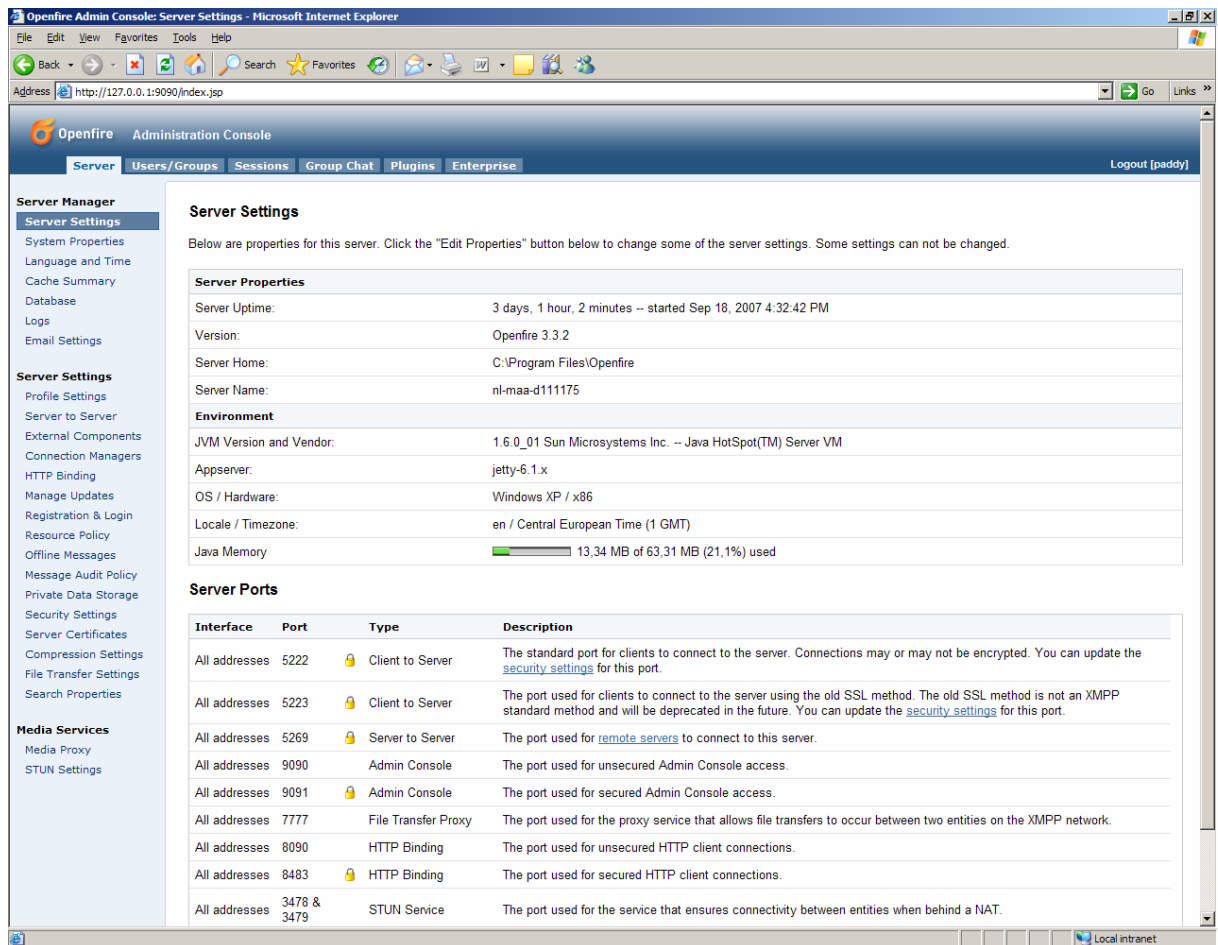 Openfire Admin Console: Server Settings - Microsoft Internet Explorer
File Edit View Favorites Tools Help
Back Search Favorites
Address http://127.0.0.1:9090/index.jsp Go Links »
Openfire Administration Console
Server Users/Groups Sessions Group Chat Plugins Enterprise Logout [paddy]
Server Manager
Server Settings
System Properties
Language and Time
Cache Summary
Database
Logs
Email Settings
Server Settings
Profile Settings
Server to Server
External Components
Connection Managers
HTTP Binding
Manage Updates
Registration & Login
Resource Policy
Offline Messages
Message Audit Policy
Private Data Storage
Security Settings
Server Certificates
Compression Settings
File Transfer Settings
Search Properties
Media Services
Media Proxy
STUN Settings
Server Settings
Below are properties for this server. Click the "Edit Properties" button below to change some of the server settings. Some settings can not be changed.
Server Properties
Server Uptime: 3 days, 1 hour, 2 minutes -- started Sep 18, 2007 4:32:42 PM
Version: Openfire 3.3.2
Server Home: C:\Program Files\Openfire
Server Name: nl-maa-d111175
Environment
JVM Version and Vendor: 1.6.0_01 Sun Microsystems Inc. -- Java HotSpot(TM) Server VM
Appserver: jetty-6.1.x
OS / Hardware: Windows XP / x86
Locale / Timezone: en / Central European Time (1 GMT)
Java Memory 13,34 MB of 63,31 MB (21,1%) used
Server Ports
Interface Port Type Description
All addresses 5222 Client to Server The standard port for clients to connect to the server. Connections may or may not be encrypted. You can update the
security settings for this port.
All addresses 5223 Client to Server The port used for clients to connect to the server using the old SSL method. The old SSL method is not an XMPP
standard method and will be deprecated in the future. You can update the security settings for this port.
All addresses 5269 Server to Server The port used for remote servers to connect to this server.
All addresses 9090 Admin Console The port used for unsecured Admin Console access.
All addresses 9091 Admin Console The port used for secured Admin Console access.
All addresses 7777 File Transfer Proxy The port used for the proxy service that allows file transfers to occur between two entities on the XMPP network.
All addresses 8090 HTTP Binding The port used for unsecured HTTP client connections.
All addresses 8483 HTTP Binding The port used for secured HTTP client connections.
All addresses 3478 & 3479 STUN Service The port used for the service that ensures connectivity between entities when behind a NAT.
Local intranet